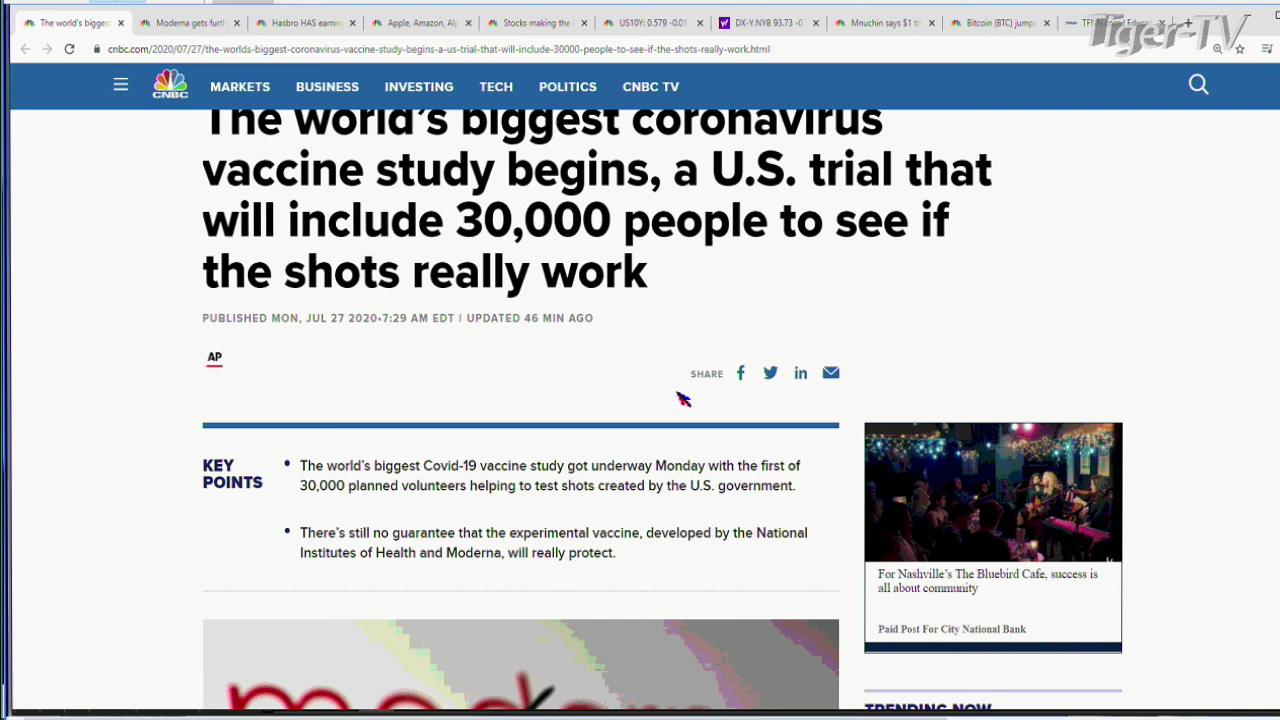 The world's biggest
Moderna gets furth
Hasbro HAS earnin
Apple, Amazon, Alp
Stocks making the
US10Y: 0.579 -0.01
DX-Y.NYB 93.73 -
Mnuchin says $1 tr
Bitcoin (BTC) jumps
Tiger-TV
cnbc.com/2020/07/27/the-worlds-biggest-coronavirus-vaccine-study-begins-a-us-trial-that-will-include-30000-people-to-see-if-the-shots-really-work.html
CNBC
MARKETS BUSINESS INVESTING TECH POLITICS CNBC TV
The world's biggest coronavirus
vaccine study begins, a U.S. trial that
will include 30,000 people to see if
the shots really work
PUBLISHED MON, JUL 27 2020•7:29 AM EDT | UPDATED 46 MIN AGO
AP
SHARE
KEY
POINTS
The world's biggest Covid-19 vaccine study got underway Monday with the first of
30,000 planned volunteers helping to test shots created by the U.S. government.
There's still no guarantee that the experimental vaccine, developed by the National
Institutes of Health and Moderna, will really protect.
For Nashville's The Bluebird Cafe, success is
all about community
Paid Post For City National Bank
TRENDING NOW